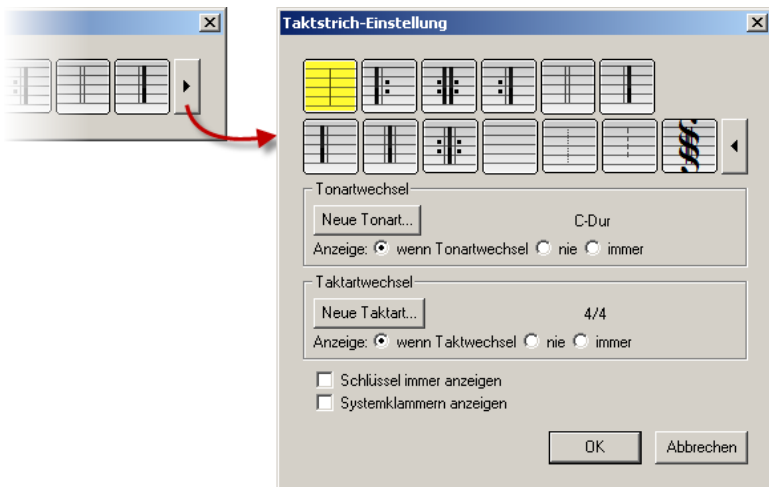 Taktstrich-Einstellung
Tonartwechsel
Neue Tonart... C-Dur
Anzeige: wenn Tonartwechsel nie immer
Taktartwechsel
Neue Taktart... 4/4
Anzeige: wenn Taktwechsel nie immer
Schlüssel immer anzeigen
Systemklammern anzeigen
OK Abbrechen